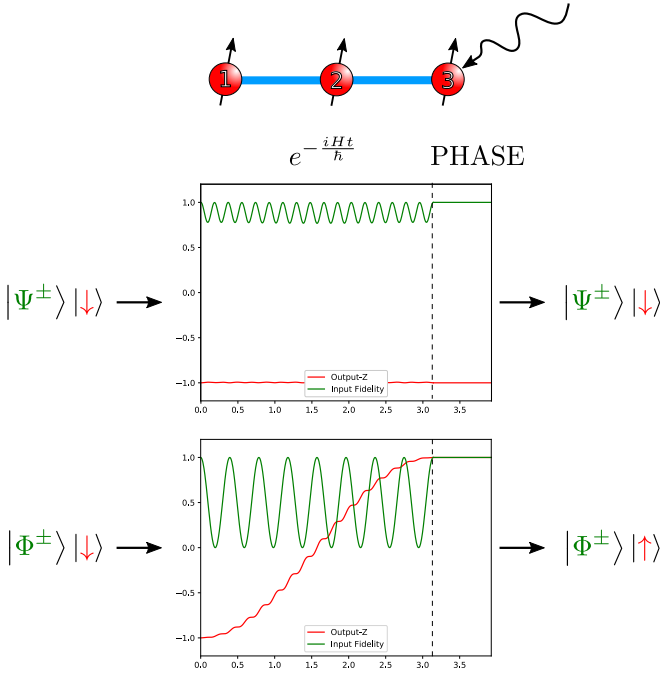 1 2 3
e^{-\frac{iHt}{\hbar}} PHASE
1.0
0.5
0.0
−0.5
−1.0
|Ψ^±⟩|↓⟩
|Ψ^±⟩|↓⟩
Output-Z
Input Fidelity
0.0 0.5 1.0 1.5 2.0 2.5 3.0 3.5
1.0
0.5
0.0
−0.5
−1.0
|Φ^±⟩|↓⟩
|Φ^±⟩|↑⟩
Output-Z
Input Fidelity
0.0 0.5 1.0 1.5 2.0 2.5 3.0 3.5